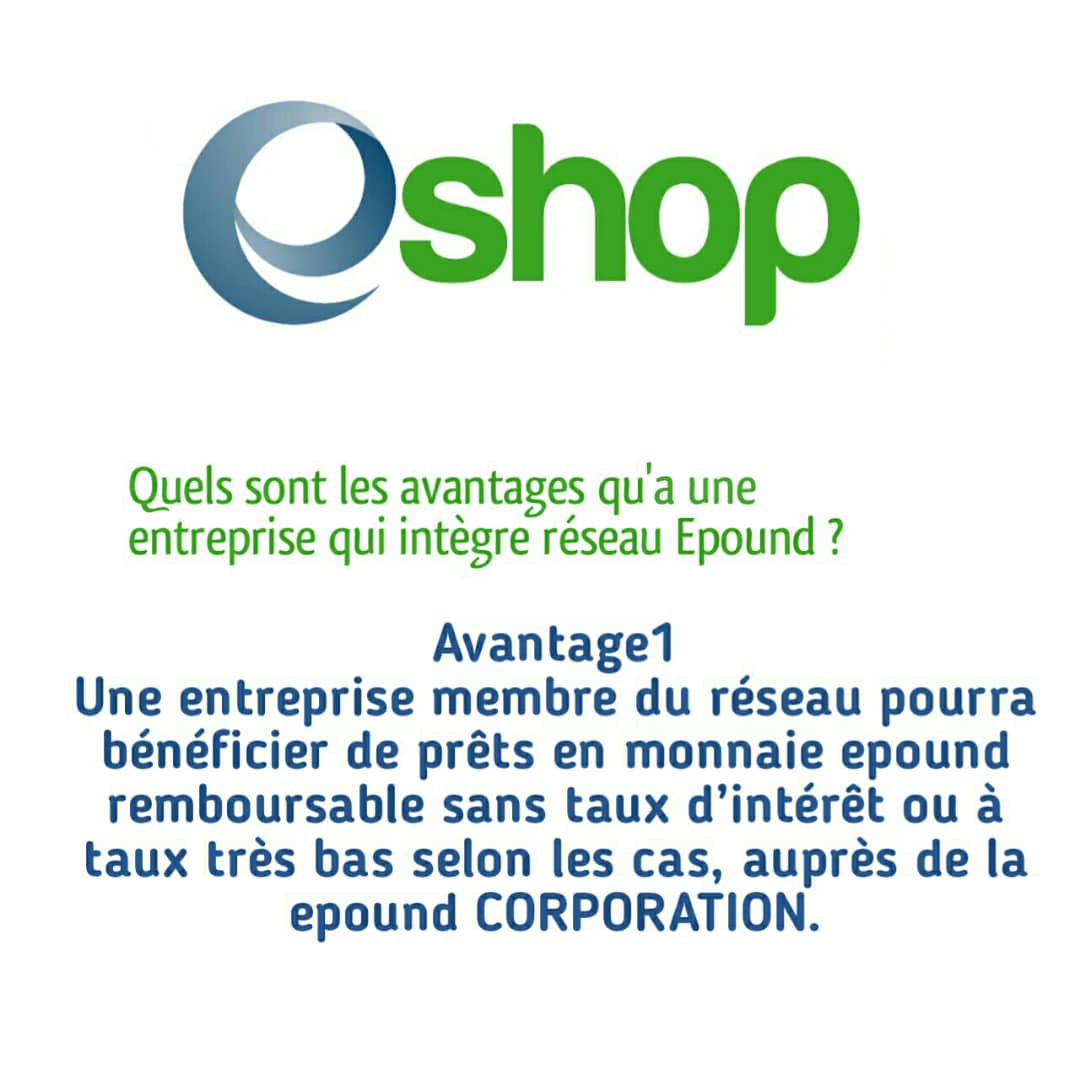 eshop
Quels sont les avantages qu'a une
entreprise qui intègre réseau Epound ?
Avantage1
Une entreprise membre du réseau pourra
bénéficier de prêts en monnaie epound
remboursable sans taux d’intérêt ou à
taux très bas selon les cas, auprès de la
epound CORPORATION.